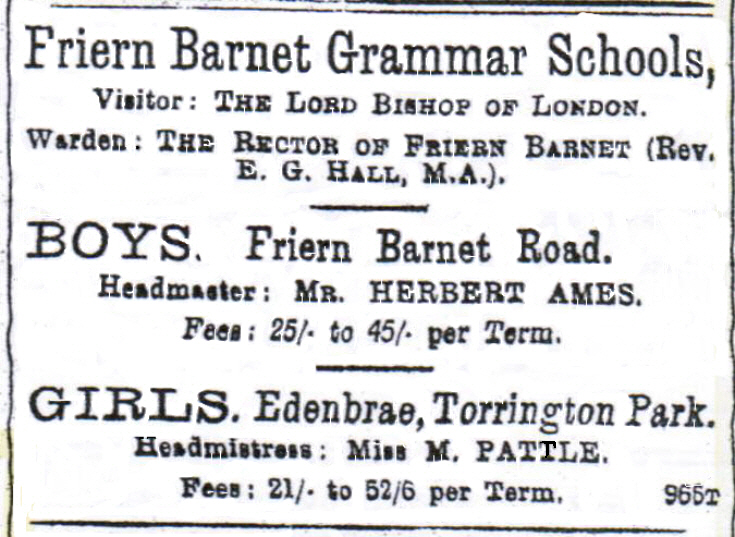 Friern Barnet Grammar Schools,
Visitor: THE LORD BISHOP OF LONDON.
Warden: THE RECTOR OF FRIERN BARNET (Rev.
E. G. HALL, M.A.).
BOYS. Friern Barnet Road.
Headmaster: MR. HERBERT AMES.
Fees: 25/- to 45/- per Term.
GIRLS. Edenbrae, Torrington Park.
Headmistress: Miss M. PATTLE.
Fees: 21/- to 52/6 per Term. 965T